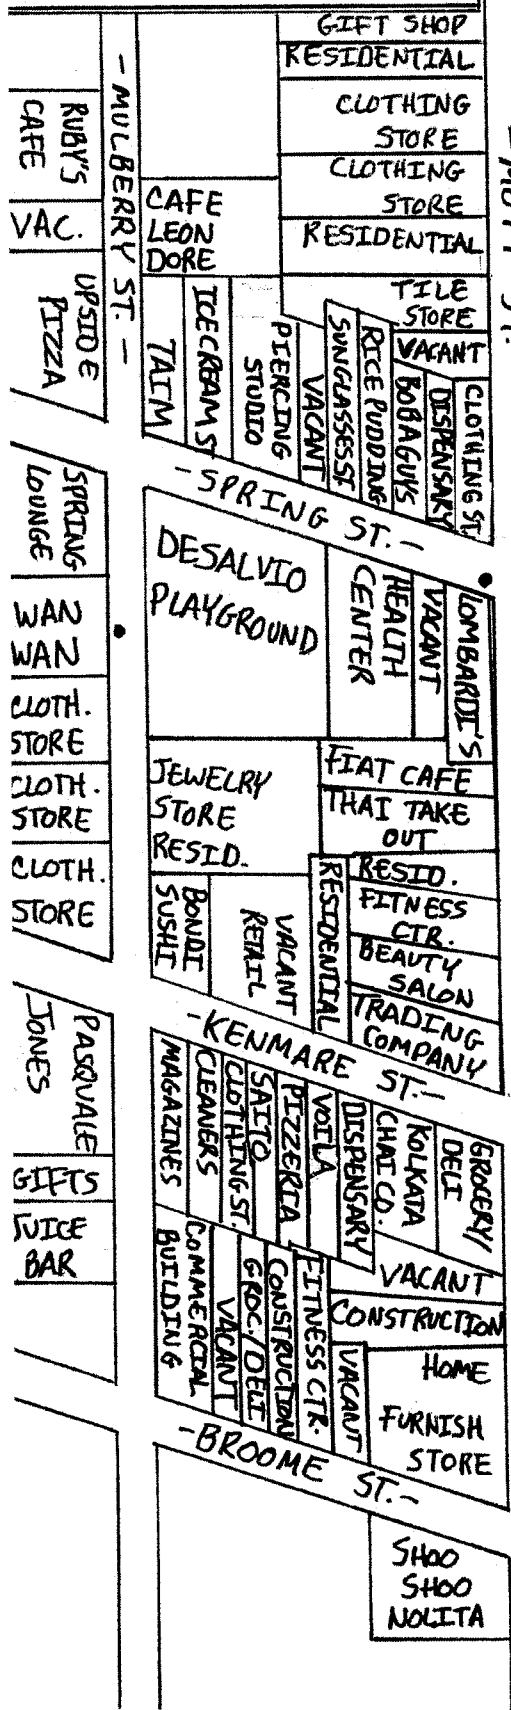 GIFT SHOP
RESIDENTIAL
CLOTHING
STORE
CLOTHING
STORE
RESIDENTIAL
TILE
STORE
VACANT
- MULBERRY ST. -
RUBY'S
CAFE
VAC.
UPSIDE
PIZZA
CAFE
LEON
DORE
TAIM
ICECREAM ST.
PIERCING
STUDIO
VACANT
SUNGLASSES ST
RICE PUDDING
BOBA GUYS
DISPENSARY
CLOTHING ST.
- SPRING ST. -
SPRING
LOUNGE
WAN
WAN
CLOTH.
STORE
CLOTH.
STORE
CLOTH.
STORE
DESALVIO
PLAYGROUND
HEALTH
CENTER
VACANT
LOMBARDI'S
JEWELRY
STORE
RESID.
FIAT CAFE
THAI TAKE
OUT
RESID.
FITNESS
CTR.
BEAUTY
SALON
TRADING
COMPANY
BONDI
SUSHI
VACANT
RETAIL
RESIDENTIAL
- KENMARE ST. -
PASQUALE
JONES
GIFTS
JUICE
BAR
MAGAZINES
CLEANERS
CLOTHING ST.
SAITO
PIZZERIA
VOILA
DISPENSARY
KOLKATA
CHAI CO.
GROCERY/
DELI
VACANT
CONSTRUCTION
HOME
FURNISH
STORE
COMMERCIAL
BUILDING
VACANT
GROC./DELI
CONSTRUCTION
FITNESS CTR.
VACANT
- BROOME ST. -
SHOO
SHOO
NOLITA